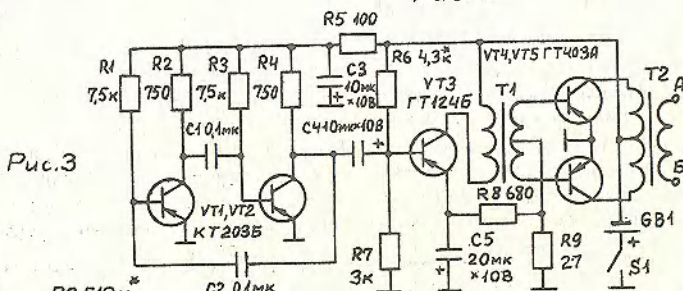 R5 100
R1
R2
R3
R4
7,5к
750
7,5к
750
C3
10мк
×10В
R6 4,3к*
VT3
ГТ124Б
VT4,VT5 ГТ403А
T1
T2
А
Б
C1 0,1мк
C4 10мк×10В
Рис.3
VT1,VT2
КТ203Б
C2 0,1мк
R7
3к
R8 680
C5
20мк
×10В
R9
27
GB1
S1